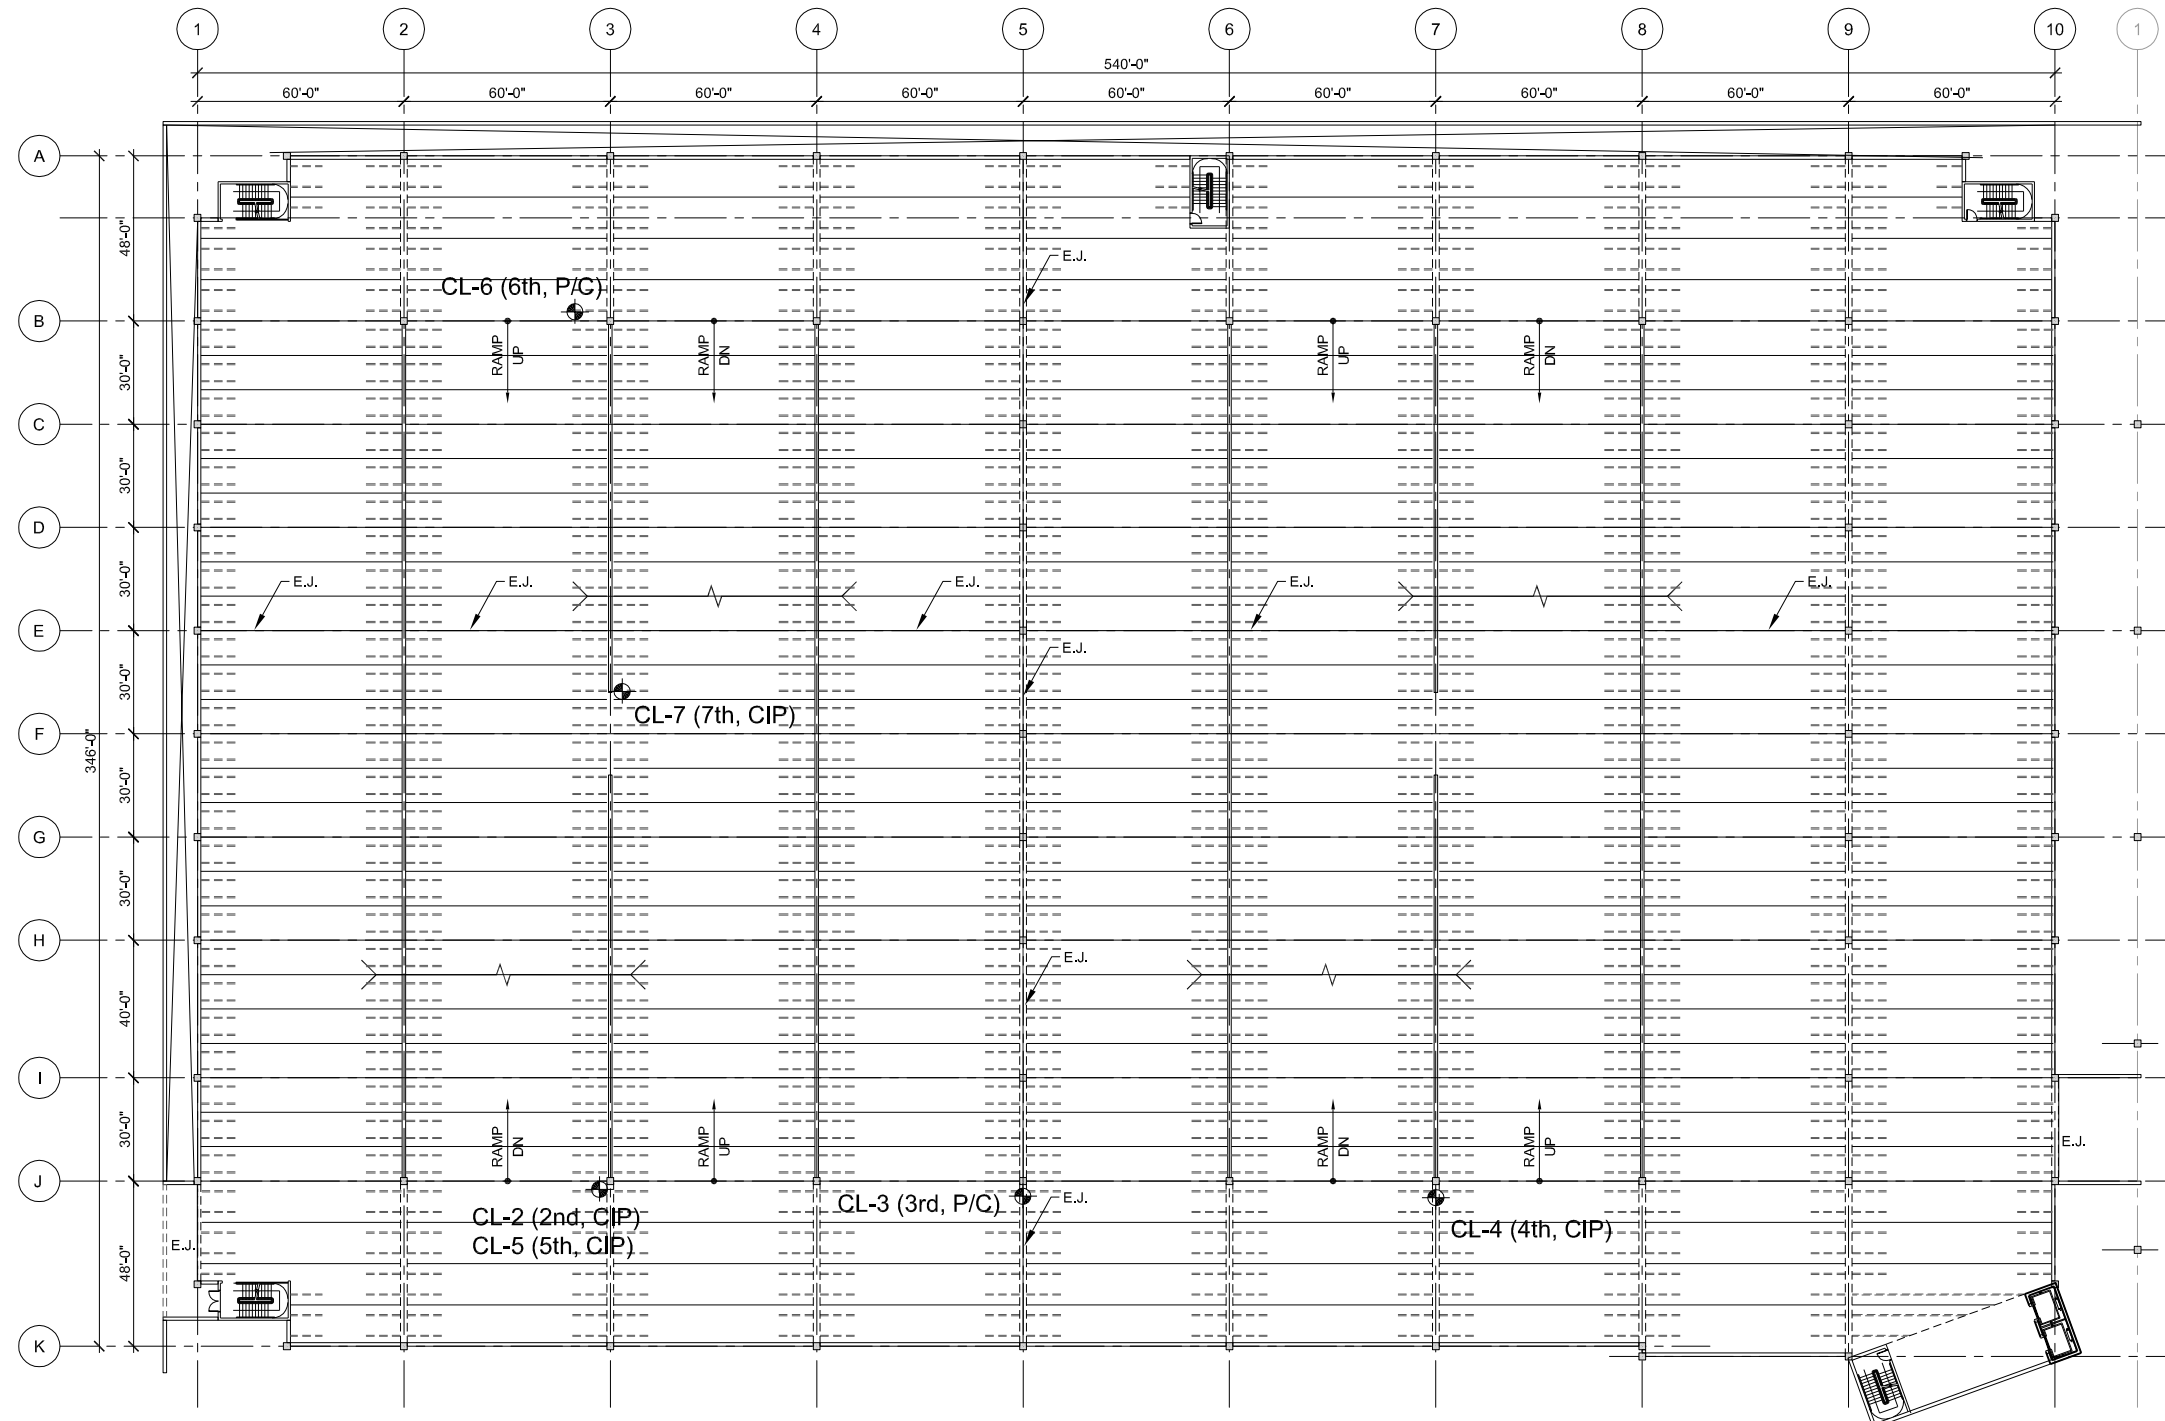 1 2 3 4 5 6 7 8 9 10 1
540'-0"
60'-0" 60'-0" 60'-0" 60'-0" 60'-0" 60'-0" 60'-0" 60'-0" 60'-0"
A
48'-0"
E.J.
CL-6 (6th, P/C)
B
RAMP UP
RAMP DN
RAMP UP
RAMP DN
30'-0"
C
30'-0"
D
30'-0"
E.J. E.J. E.J. E.J. E.J.
E
E.J.
30'-0"
CL-7 (7th, CIP)
F
346'-0"
30'-0"
G
30'-0"
H
E.J.
40'-0"
I
30'-0"
RAMP DN
RAMP UP
RAMP DN
RAMP UP
E.J.
J
CL-3 (3rd, P/C)
E.J.
CL-2 (2nd, CIP)
CL-5 (5th, CIP)
CL-4 (4th, CIP)
E.J.
48'-0"
K